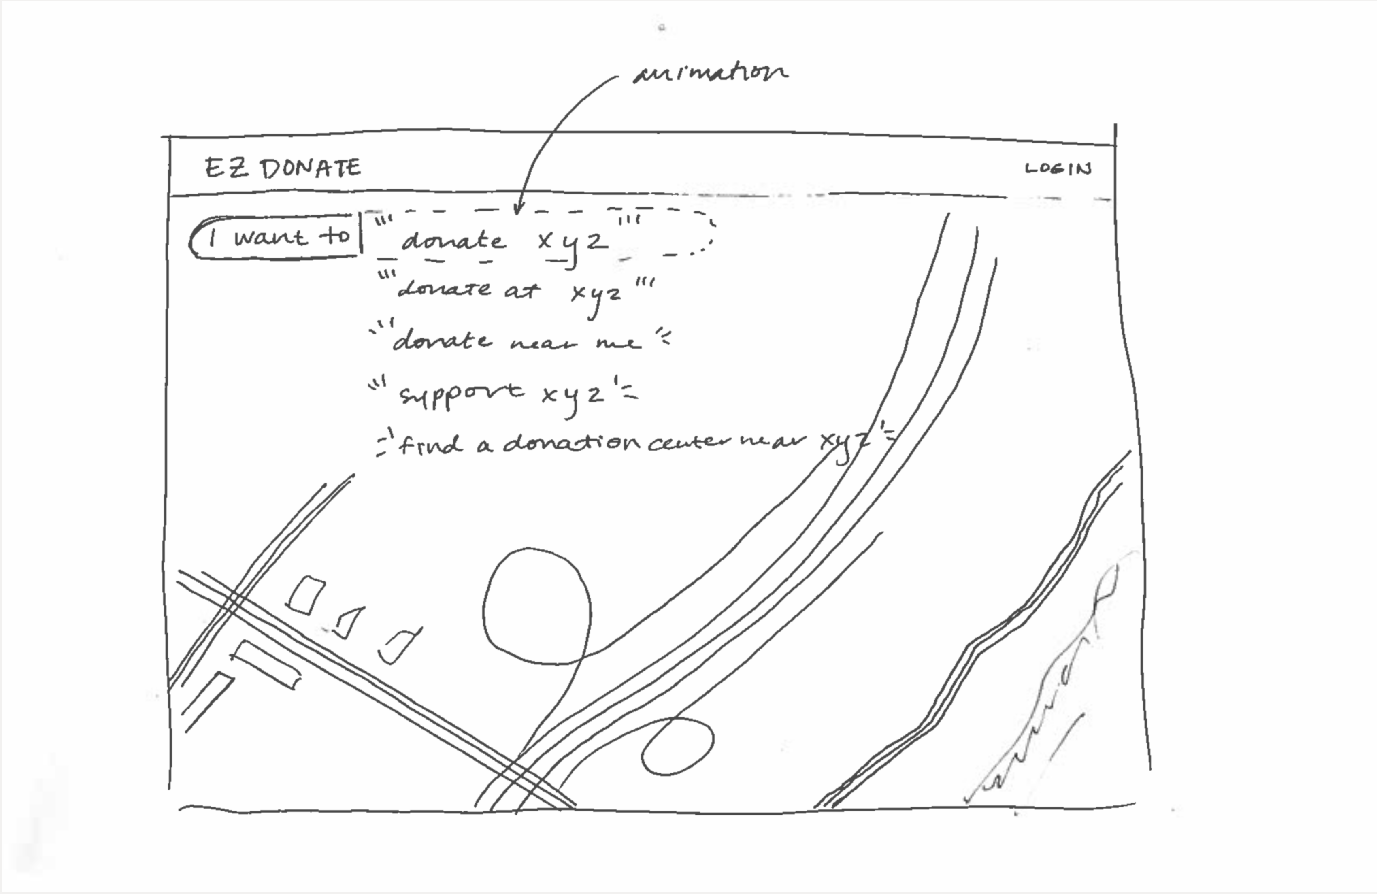 animation
EZ DONATE
LOGIN
I want to donate xyz
donate at xyz
donate near me
support xyz
find a donation center near xyz